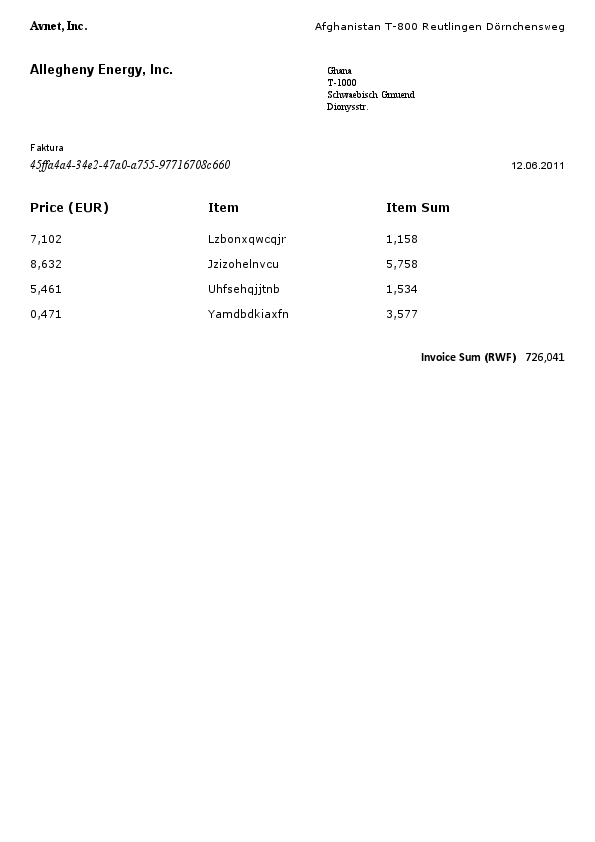 Avnet, Inc. Afghanistan T-800 Reutlingen Dörnchensweg
Allegheny Energy, Inc.
Ghana
T-1000
Schwaebisch Gmuend
Dionysstr.
Faktura
45ffa4a4-34e2-47a0-a755-97716708c660 12.06.2011
Price (EUR) Item Item Sum
7,102 Lzbonxqwcqjr 1,158
8,632 Jzizohelnvcu 5,758
5,461 Uhfsehqjjtnb 1,534
0,471 Yamdbdkiaxfn 3,577
Invoice Sum (RWF) 726,041